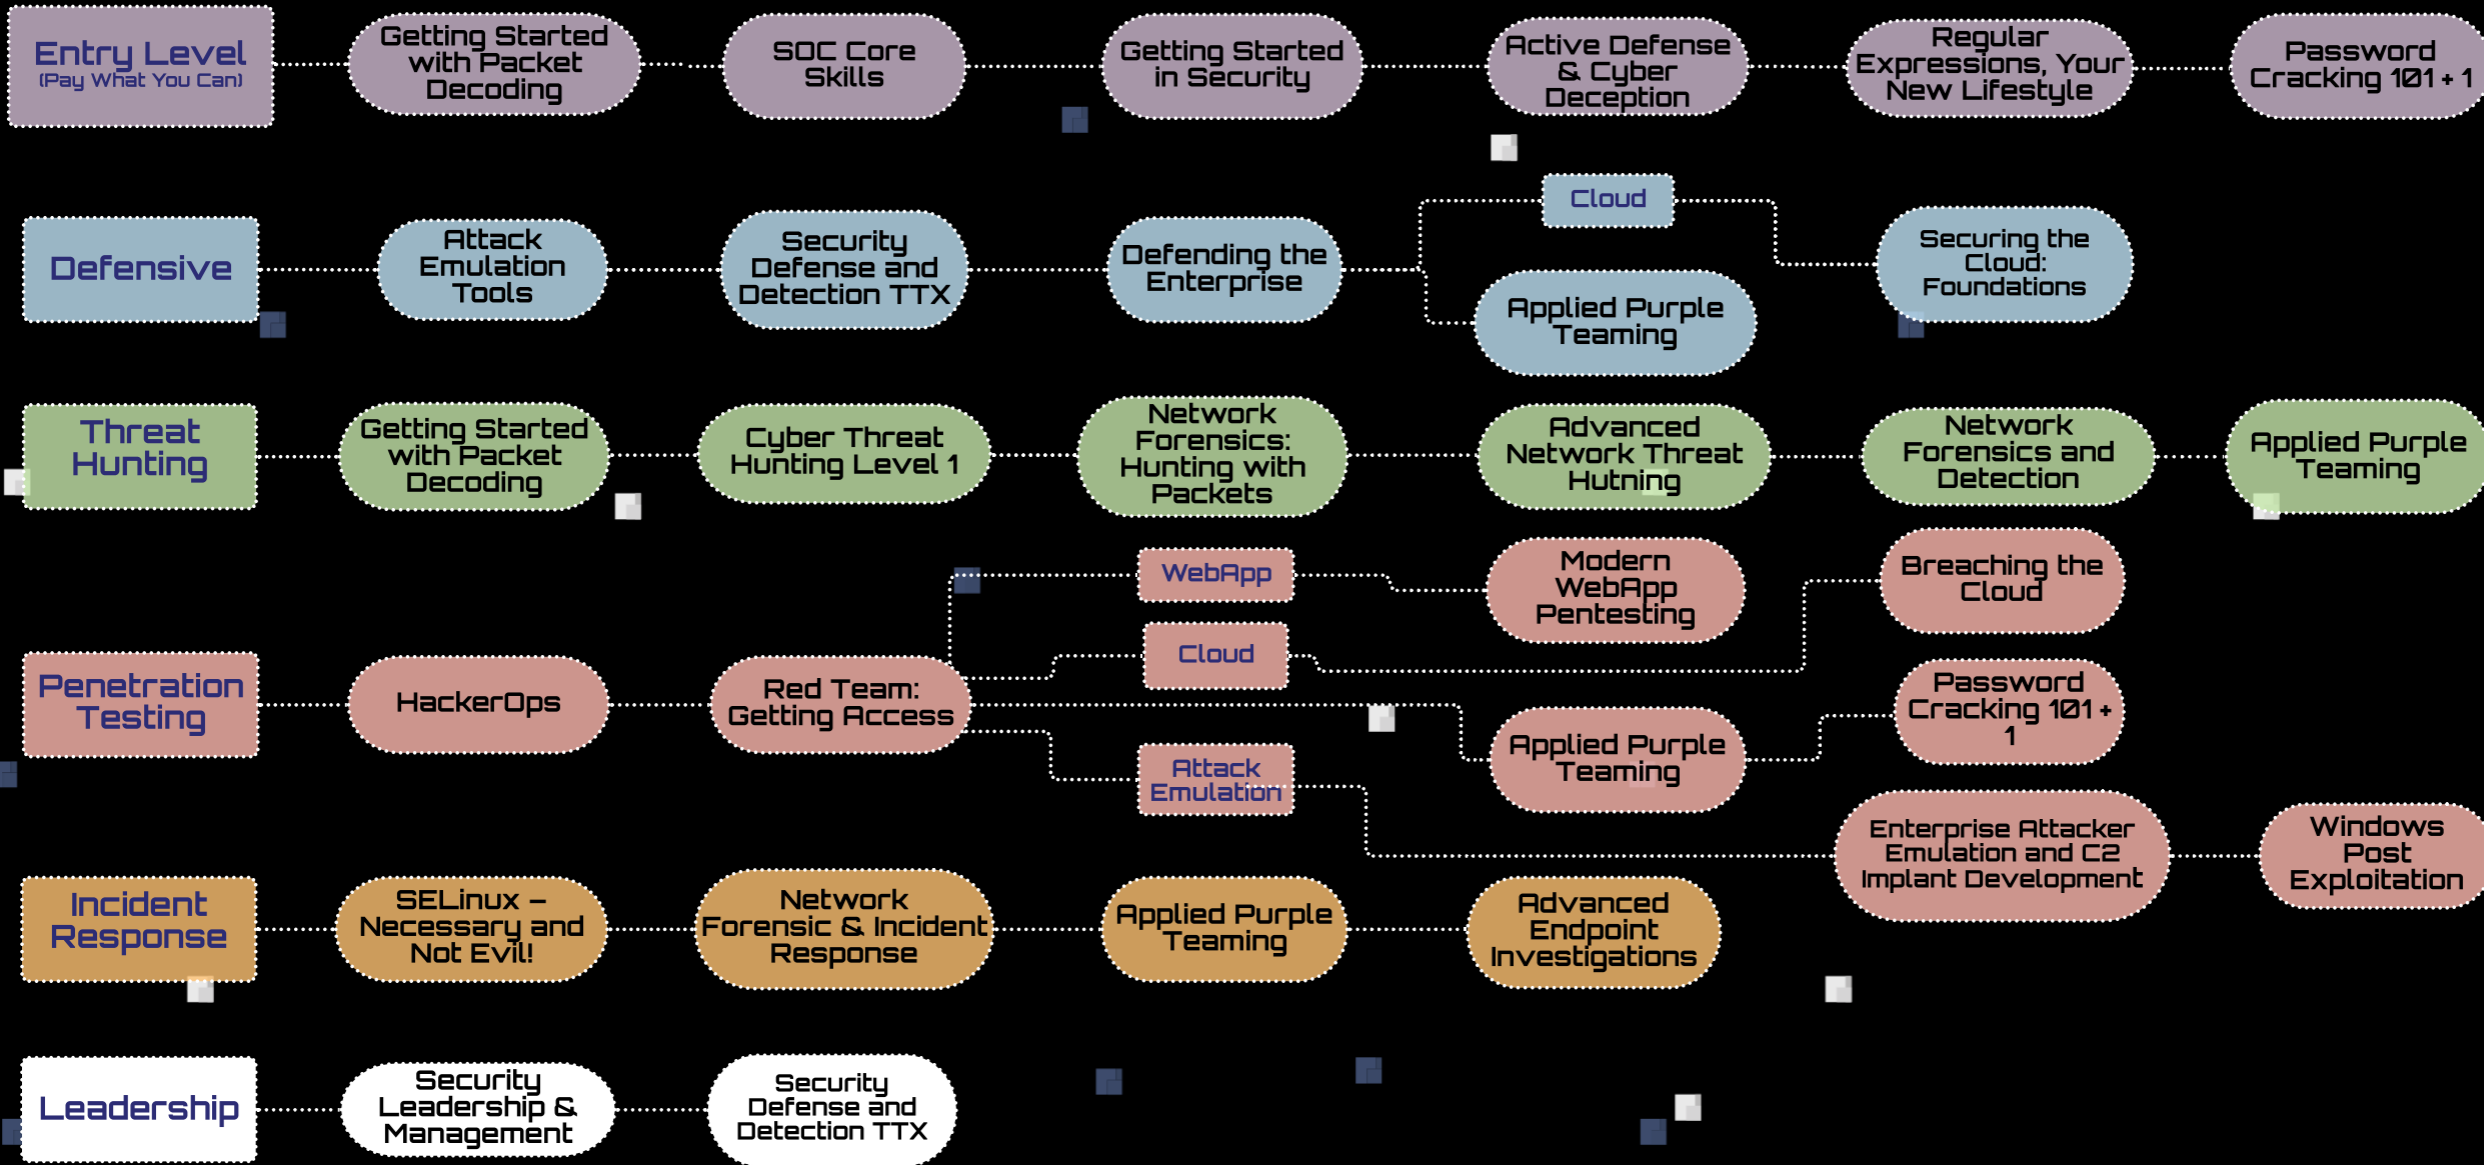 Entry Level
(Pay What You Can)
Getting Started
with Packet
Decoding
SOC Core
Skills
Getting Started
in Security
Active Defense
& Cyber
Deception
Regular
Expressions, Your
New Lifestyle
Password
Cracking 101 + 1
Defensive
Attack
Emulation
Tools
Security
Defense and
Detection TTX
Defending the
Enterprise
Cloud
Securing the
Cloud:
Foundations
Applied Purple
Teaming
Threat
Hunting
Getting Started
with Packet
Decoding
Cyber Threat
Hunting Level 1
Network
Forensics:
Hunting with
Packets
Advanced
Network Threat
Hutning
Network
Forensics and
Detection
Applied Purple
Teaming
Penetration
Testing
HackerOps
Red Team:
Getting Access
WebApp
Modern
WebApp
Pentesting
Cloud
Breaching the
Cloud
Applied Purple
Teaming
Password
Cracking 101 +
1
Attack
Emulation
Enterprise Attacker
Emulation and C2
Implant Development
Windows
Post
Exploitation
Incident
Response
SELinux –
Necessary and
Not Evil!
Network
Forensic & Incident
Response
Applied Purple
Teaming
Advanced
Endpoint
Investigations
Leadership
Security
Leadership &
Management
Security
Defense and
Detection TTX